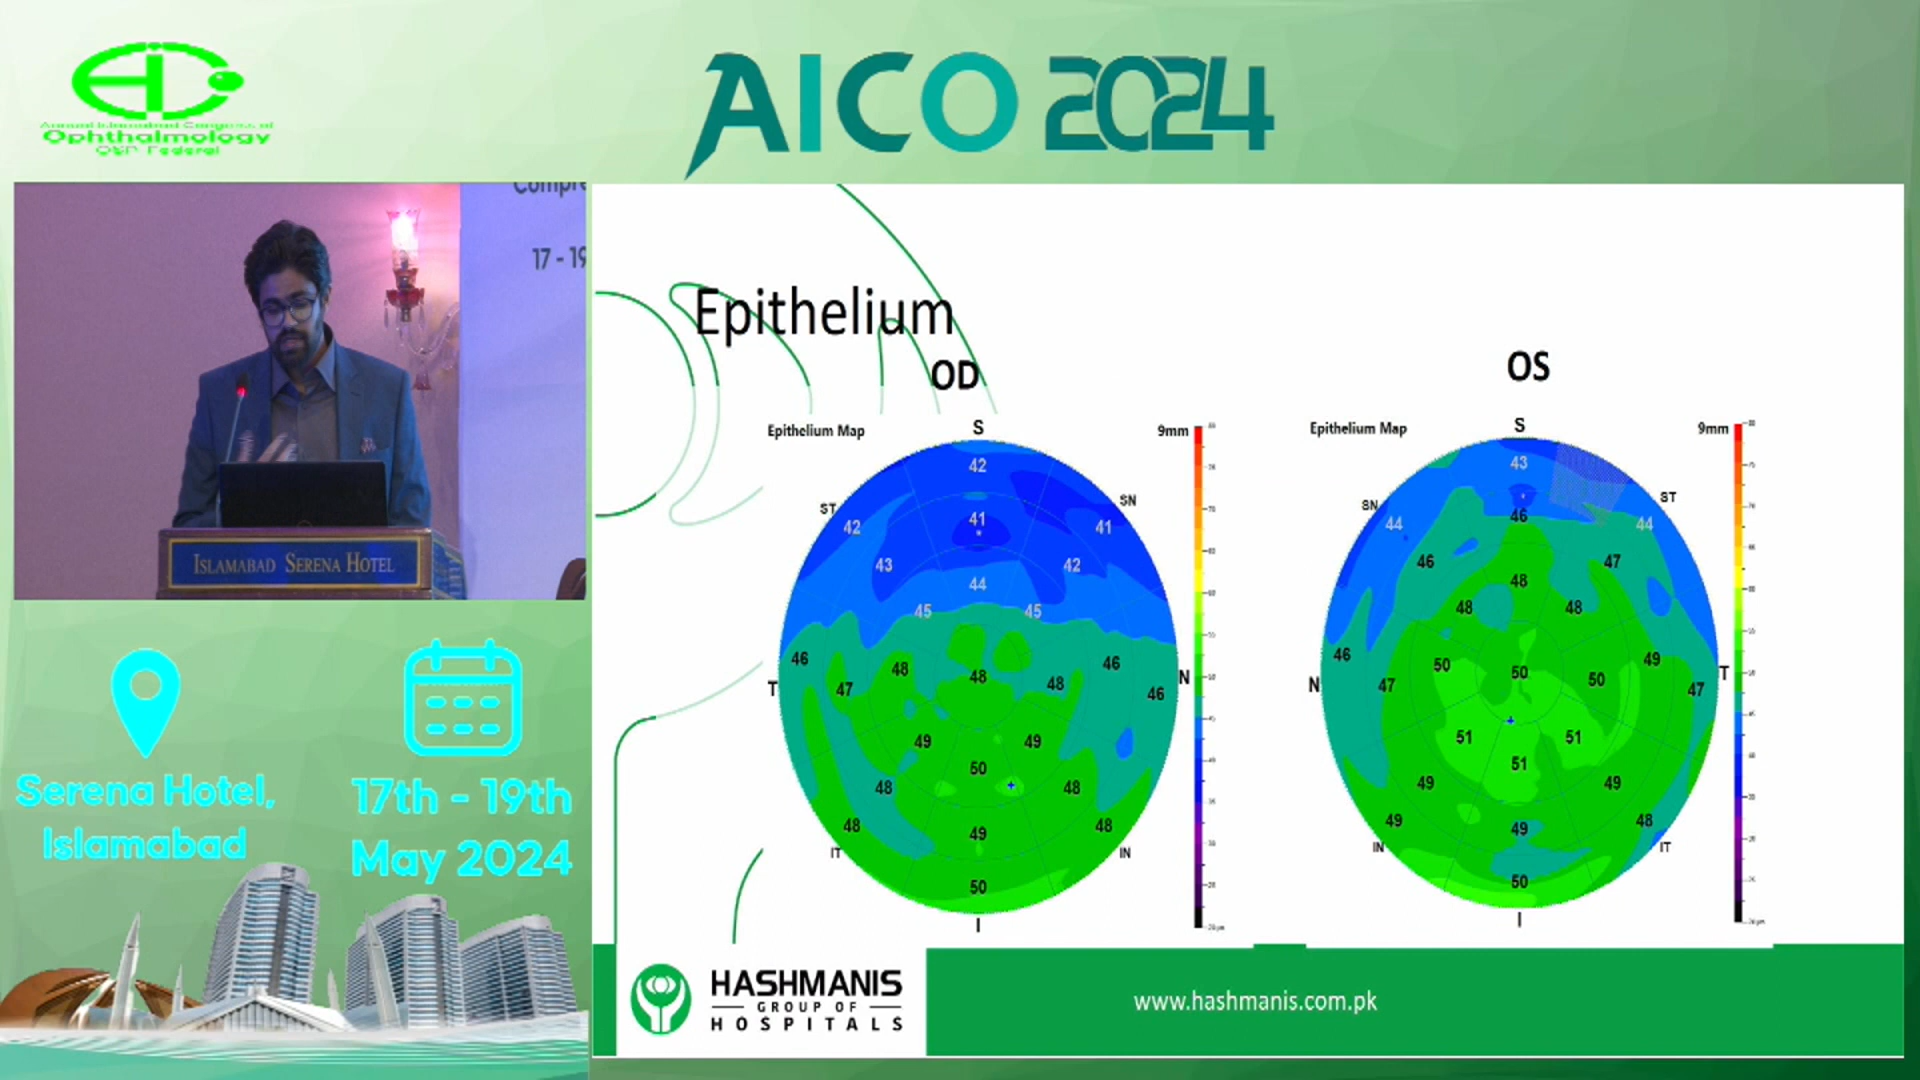 AICO 2024
Annual Islamabad Congress of
Ophthalmology
OSP Federal
17 - 19
ISLAMABAD SERENA HOTEL
Serena Hotel,
Islamabad
17th - 19th
May 2024
Epithelium
OD
OS
Epithelium Map
S
9mm
42
ST
SN
42
41
41
43
42
44
45
45
46
48
48
46
T
47
48
46
N
49
49
50
48
48
48
49
48
IT
IN
50
I
Epithelium Map
S
9mm
43
SN
ST
44
46
44
46
47
48
48
48
46
50
50
49
N
47
50
47
T
51
51
51
49
49
49
49
48
IN
IT
50
I
HASHMANIS
GROUP OF
HOSPITALS
www.hashmanis.com.pk